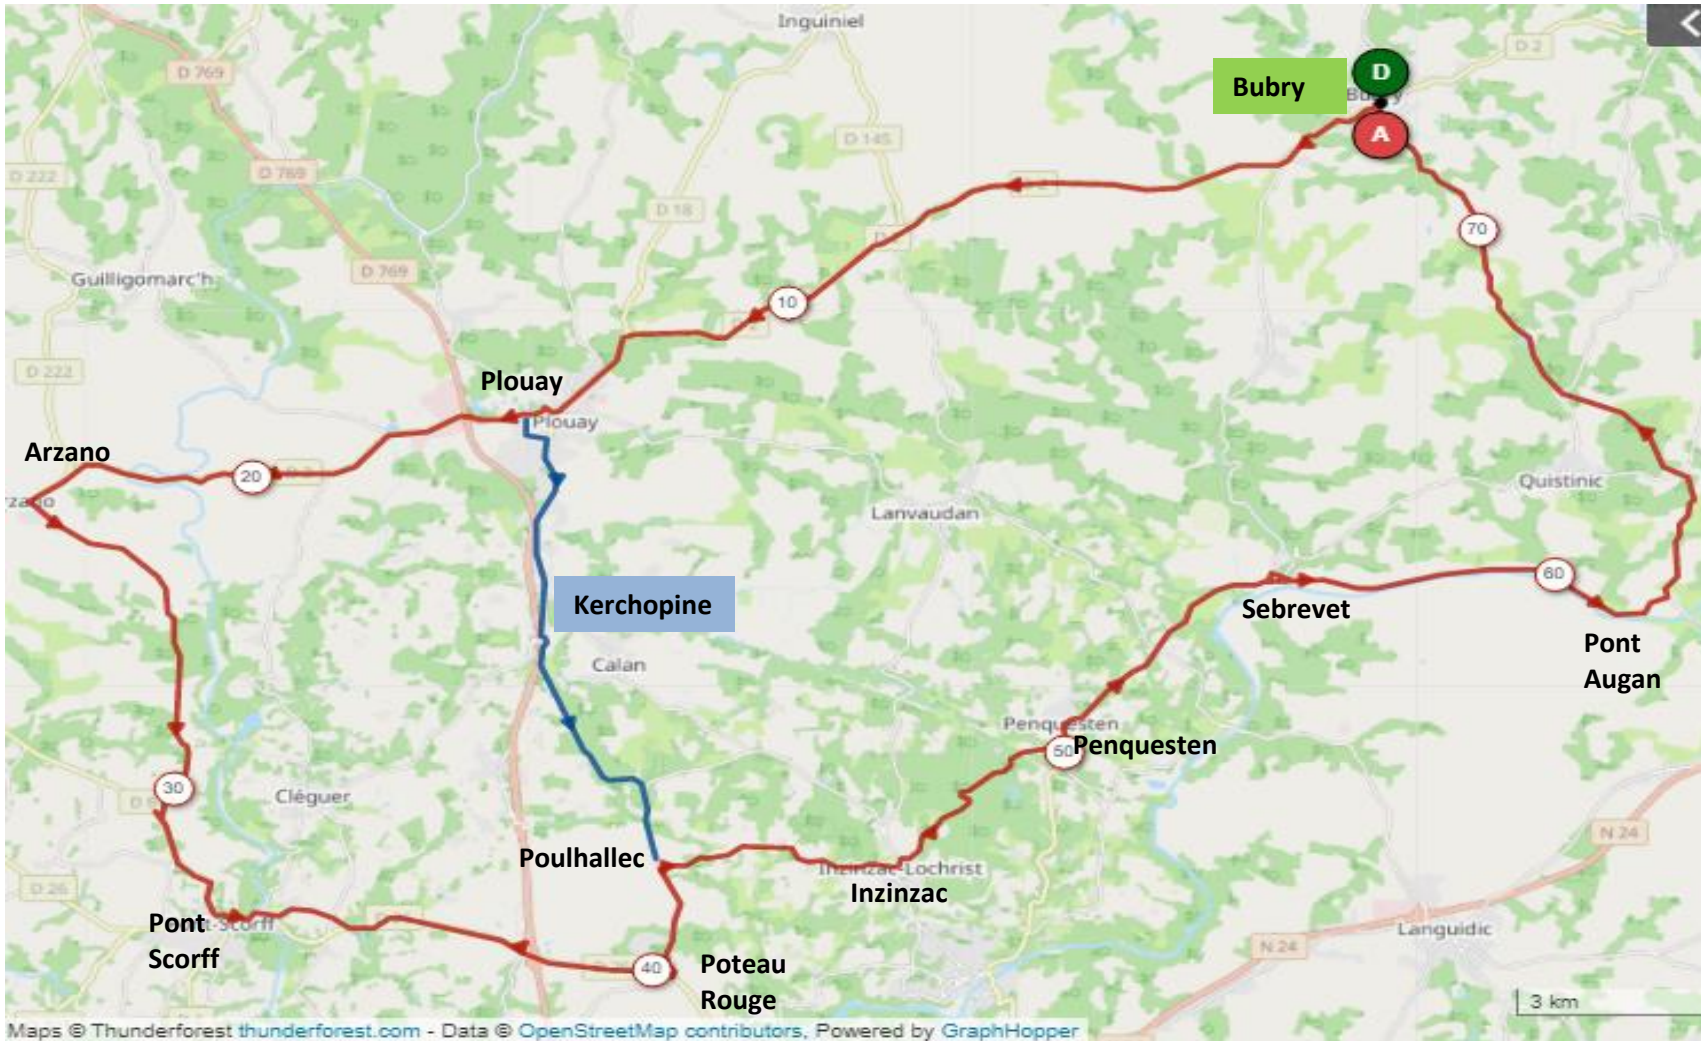 Inguiniel
D 2
D 769
Bubry
D
Bubry
A
D 145
D 769
D 222
D 18
70
D 769
Guilligomarc'h
10
D 222
Plouay
Plouay
Arzano
20
Quistinic
Lanvaudan
60
Kerchopine
Sebrevet
Calan
Pont
Augan
Penquesten
50
Penquesten
30
Cléguer
N 24
Poulhallec
Inzinzac-Lochrist
Inzinzac
D 26
Pont
Scorff
Languidic
N 24
40
Poteau
Rouge
3 km
Maps © Thunderforest thunderforest.com - Data © OpenStreetMap contributors, Powered by GraphHopper